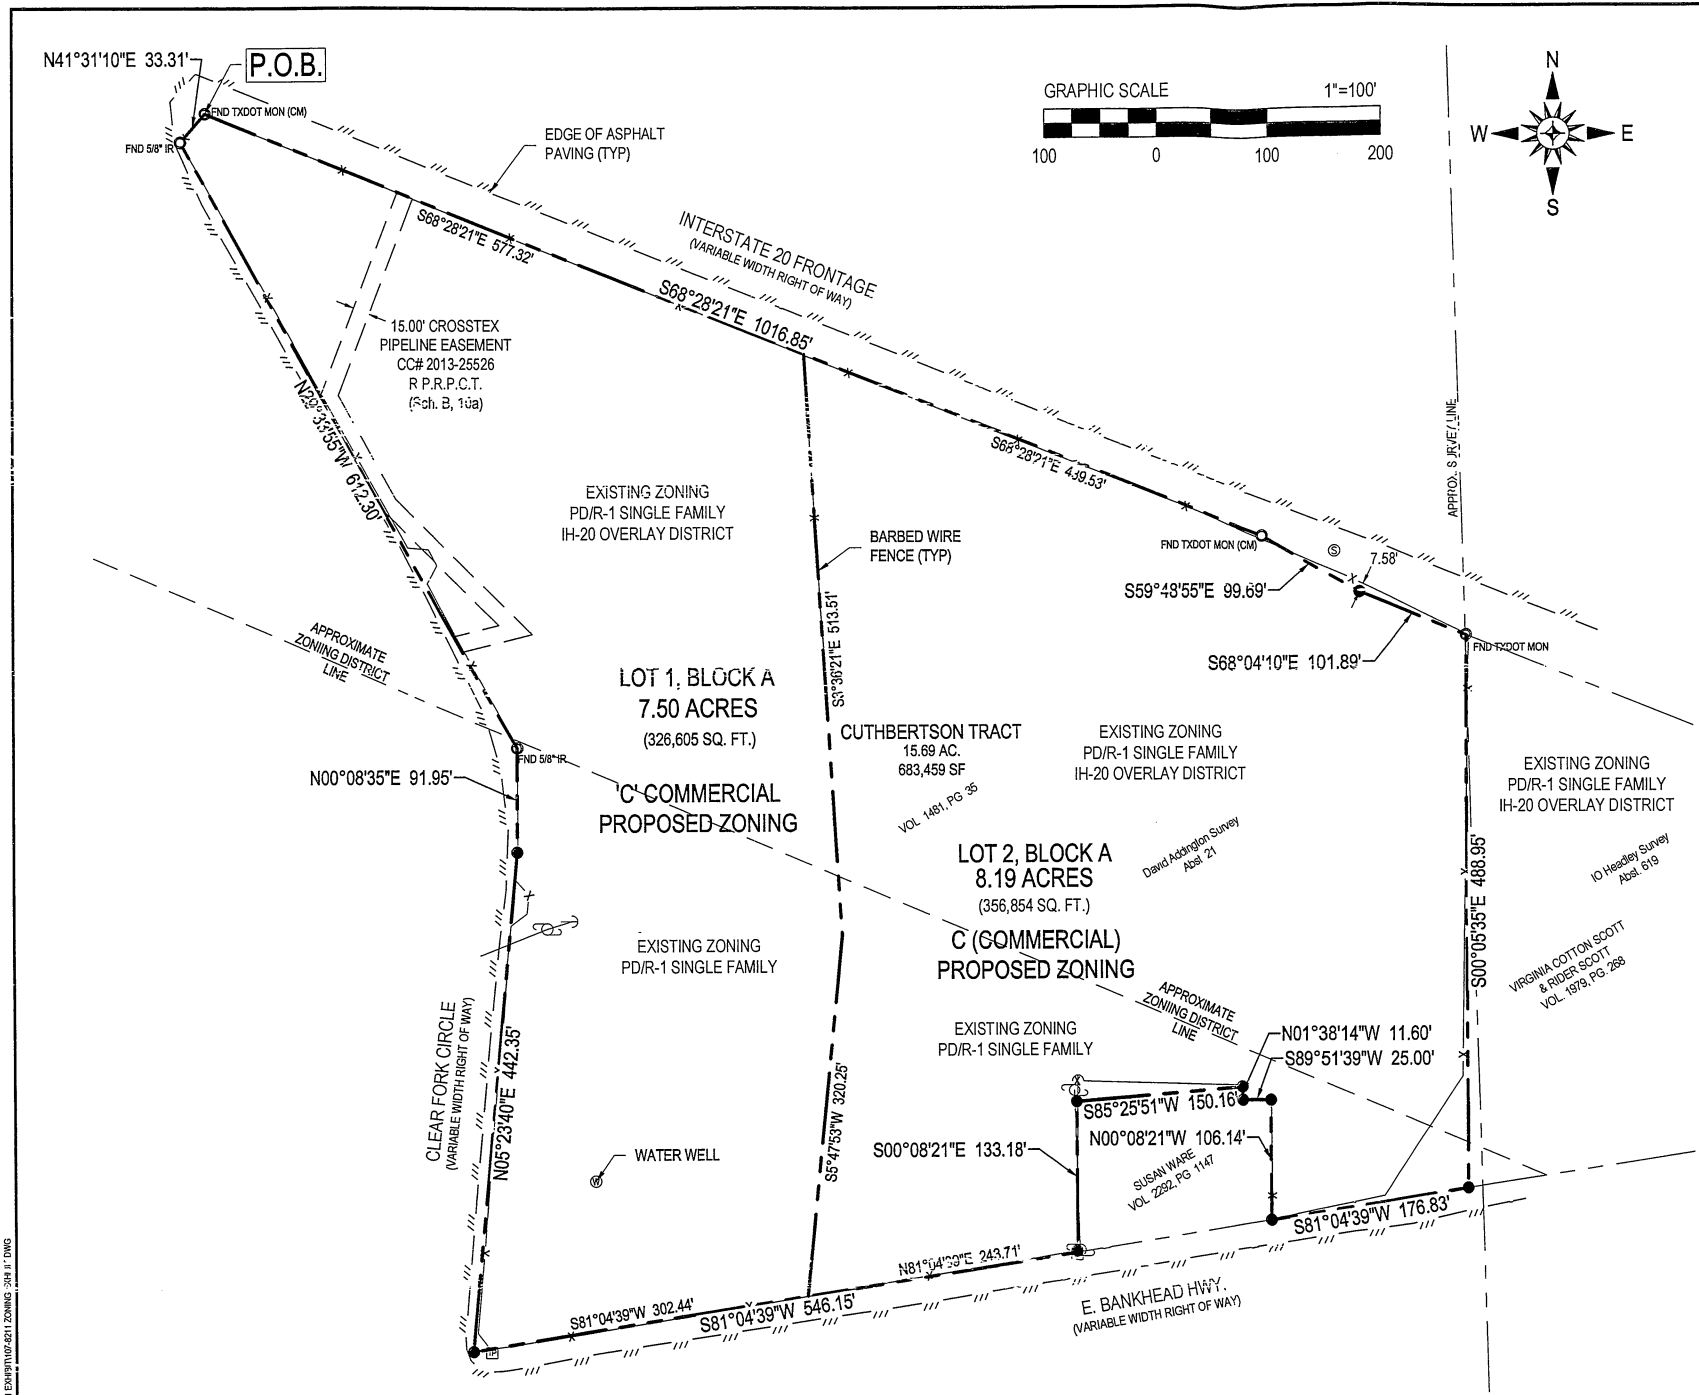 N41°31'10"E 33.31'
P.O.B.
FND TXDOT MON (CM)
FND 5/8" IR
EDGE OF ASPHALT
PAVING (TYP)
GRAPHIC SCALE 1"=100'
100 0 100 200
N
W E
S
S68°28'21"E 577.32'
INTERSTATE 20 FRONTAGE
(VARIABLE WIDTH RIGHT OF WAY)
S68°28'21"E 1016.85'
15.00' CROSSTEX
PIPELINE EASEMENT
CC# 2013-25526
R.P.R.P.C.T.
(Sch. B, 10a)
N29°33'55"W 612.30'
APPROX. SURVEY LINE
S68°28'21"E 439.53'
EXISTING ZONING
PD/R-1 SINGLE FAMILY
IH-20 OVERLAY DISTRICT
BARBED WIRE
FENCE (TYP)
FND TXDOT MON (CM)
S
7.58'
S59°48'55"E 99.69'
S68°04'10"E 101.89'
FND TXDOT MON
APPROXIMATE
ZONIING DISTRICT
LINE
S3°36'21"E 513.51'
LOT 1, BLOCK A
7.50 ACRES
(326,605 SQ. FT.)
CUTHBERTSON TRACT
15.69 AC.
683,459 SF
VOL 1481, PG 35
EXISTING ZONING
PD/R-1 SINGLE FAMILY
IH-20 OVERLAY DISTRICT
EXISTING ZONING
PD/R-1 SINGLE FAMILY
IH-20 OVERLAY DISTRICT
FND 5/8" IR
N00°08'35"E 91.95'
'C' COMMERCIAL
PROPOSED ZONING
LOT 2, BLOCK A
8.19 ACRES
(356,854 SQ. FT.)
David Addington Survey
Abst. 21
S00°05'35"E 488.95'
IO Headley Survey
Abst. 619
C (COMMERCIAL)
PROPOSED ZONING
EXISTING ZONING
PD/R-1 SINGLE FAMILY
VIRGINIA COTTON SCOTT
& RIDER SCOTT
VOL. 1979, PG. 268
APPROXIMATE
ZONIING DISTRICT
LINE
EXISTING ZONING
PD/R-1 SINGLE FAMILY
N01°38'14"W 11.60'
S89°51'39"W 25.00'
CLEAR FORK CIRCLE
(VARIABLE WIDTH RIGHT OF WAY)
N05°23'40"E 442.35'
S5°47'53"W 320.25'
S85°25'51"W 150.16'
N00°08'21"W 106.14'
S00°08'21"E 133.18'
SUSAN WARE
VOL. 2292, PG 1147
WATER WELL
W
S81°04'39"W 176.83'
N81°04'39"E 243.71'
S81°04'39"W 302.44'
S81°04'39"W 546.15'
E. BANKHEAD HWY.
(VARIABLE WIDTH RIGHT OF WAY)